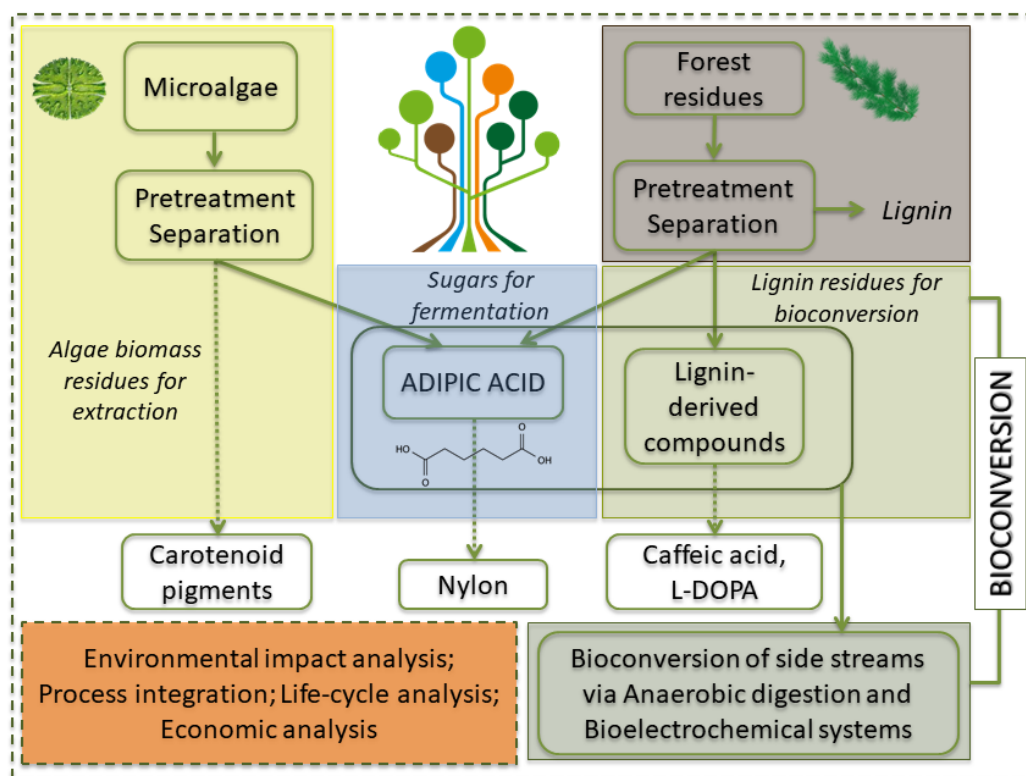 Microalgae
Pretreatment
Separation
Algae biomass
residues for
extraction
Carotenoid
pigments
Sugars for
fermentation
ADIPIC ACID
HO
O
O
OH
Nylon
Forest
residues
Pretreatment
Separation
Lignin
Lignin residues for
bioconversion
Lignin-
derived
compounds
Caffeic acid,
L-DOPA
BIOCONVERSION
Environmental impact analysis;
Process integration; Life-cycle analysis;
Economic analysis
Bioconversion of side streams
via Anaerobic digestion and
Bioelectrochemical systems